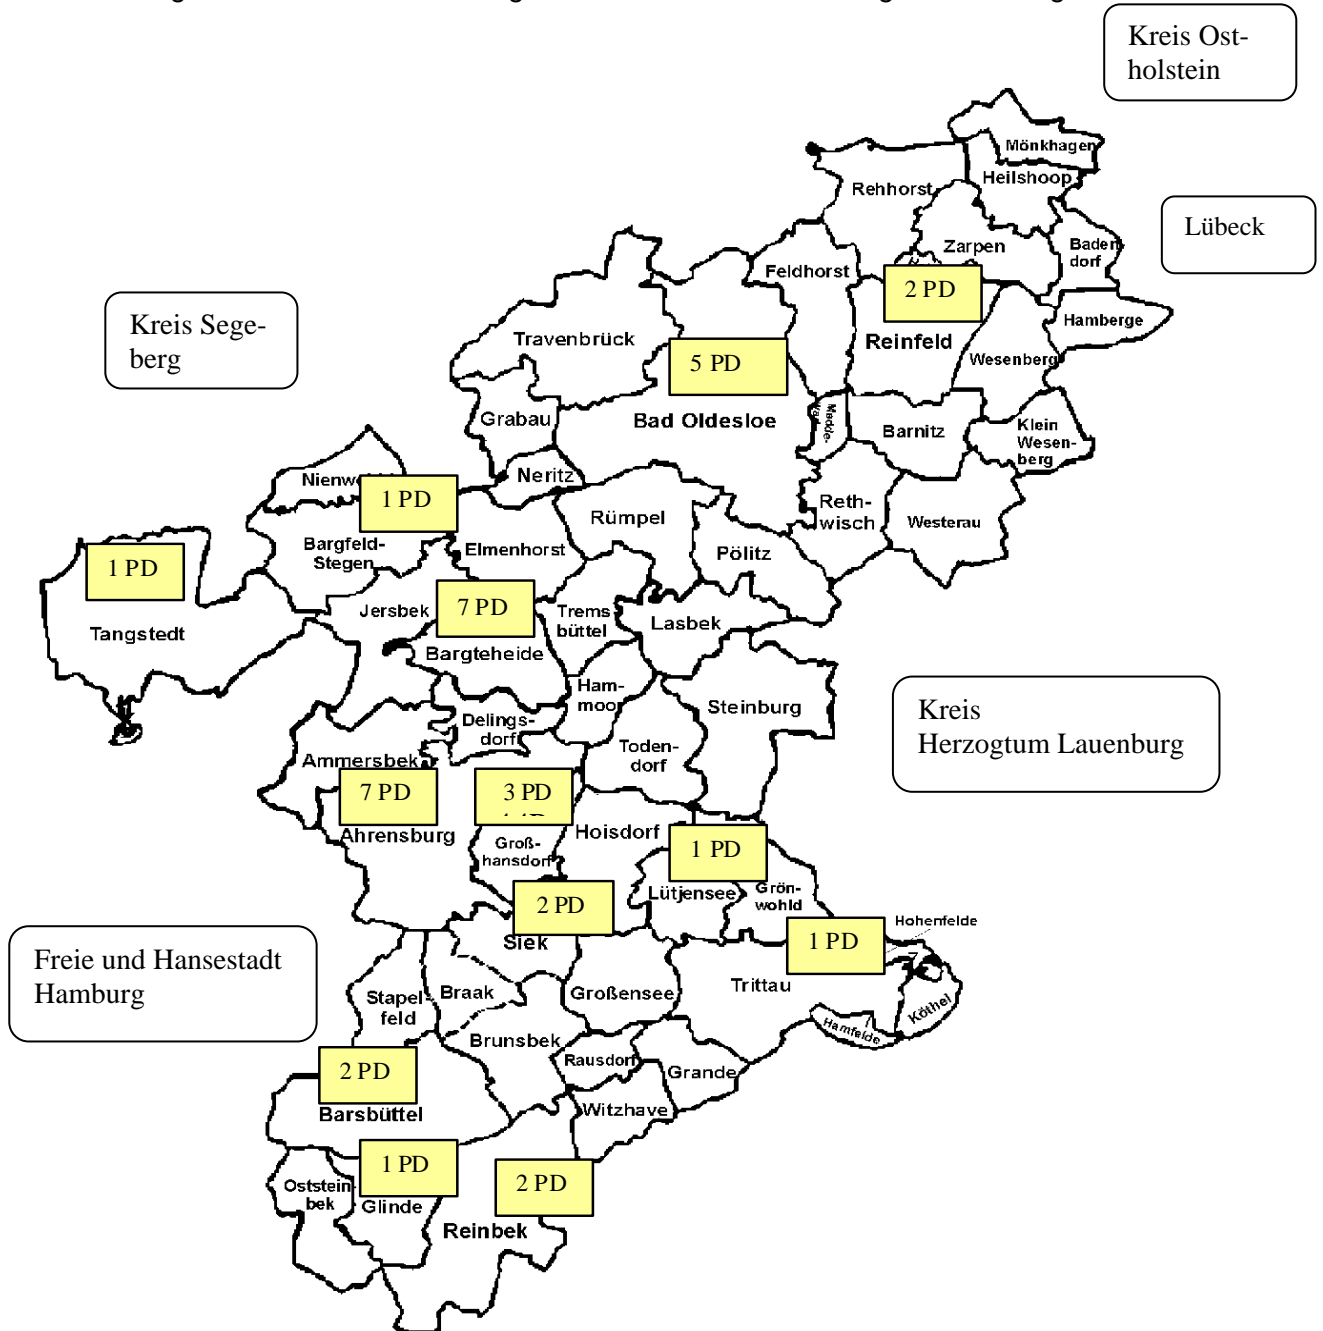 Kreis Ost-
holstein
Mönkhagen
Heilshoop
Rehhorst
Lübeck
Zarpen
Baden
dorf
Feldhorst
2 PD
Hamberge
Kreis Sege-
berg
Travenbrück
Reinfeld
Wesenberg
5 PD
Grabau
Bad Oldesloe
Medde-
wade
Barnitz
Klein
Wesen-
berg
Nienw
Neritz
1 PD
Rümpel
Reth-
wisch
Westerau
Bargfeld-
Stegen
Elmenhorst
Pölitz
1 PD
Tangstedt
Jersbek
7 PD
Trems
büttel
Lasbek
Bargteheide
Ham-
moor
Steinburg
Kreis
Herzogtum Lauenburg
Delings-
dorf
Toden-
dorf
Ammersbek
7 PD
3 PD
Ahrensburg
Hoisdorf
Groß-
hansdorf
1 PD
Lütjensee
Grön-
wohld
2 PD
Siek
Hohenfelde
1 PD
Freie und Hansestadt
Hamburg
Stapel-
feld
Braak
Großensee
Trittau
Köthel
Hamfelde
Brunsbek
Rausdorf
Grande
2 PD
Barsbüttel
Witzhave
1 PD
2 PD
Oststein
bek
Glinde
Reinbek